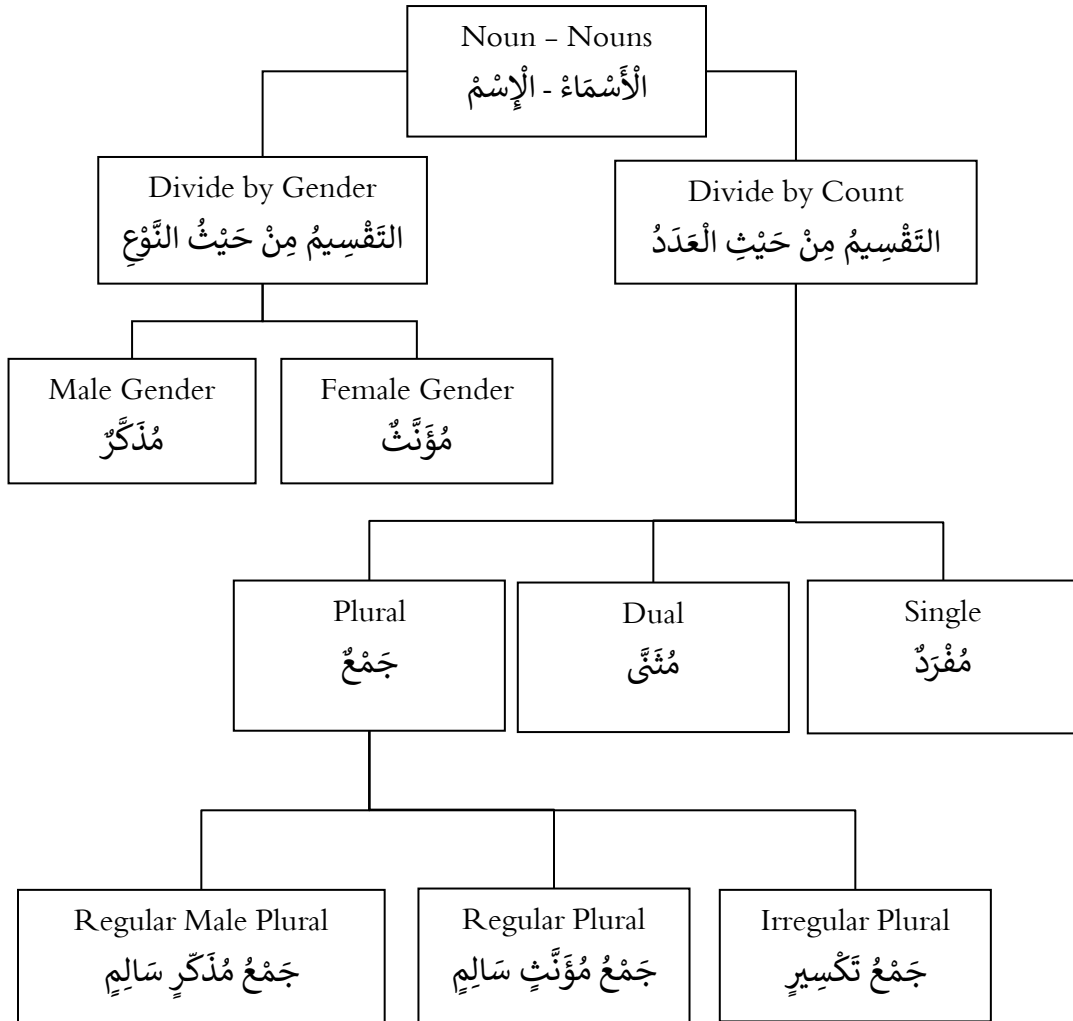 Noun – Nouns
الْأَسْمَاءْ - الْإِسْمْ
Divide by Gender
التَقْسِيمُ مِنْ حَيْثُ النَّوْعِ
Divide by Count
التَقْسِيمُ مِنْ حَيْثِ الْعَدَدُ
Male Gender
مُذَكَّرٌ
Female Gender
مُؤَنَّثٌ
Plural
جَمْعٌ
Dual
مُثَنَّى
Single
مُفْرَدٌ
Regular Male Plural
جَمْعُ مُذَكّرٍ سَالِمٍ
Regular Plural
جَمْعُ مُؤَنَّثٍ سَالِمٍ
Irregular Plural
جَمْعُ تَكْسِيرٍ